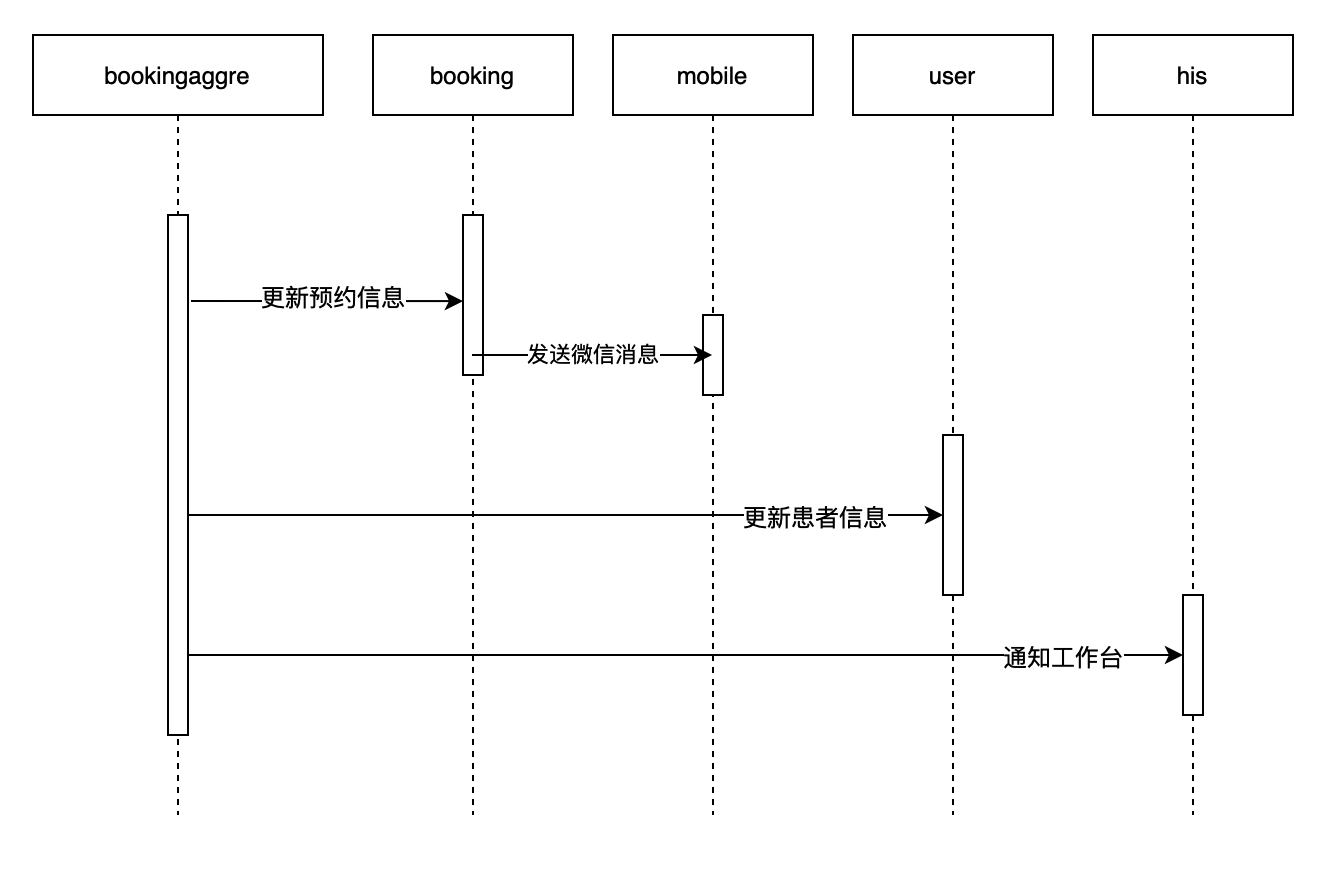 bookingaggre
booking
mobile
user
his
更新预约信息
发送微信消息
更新患者信息
通知工作台